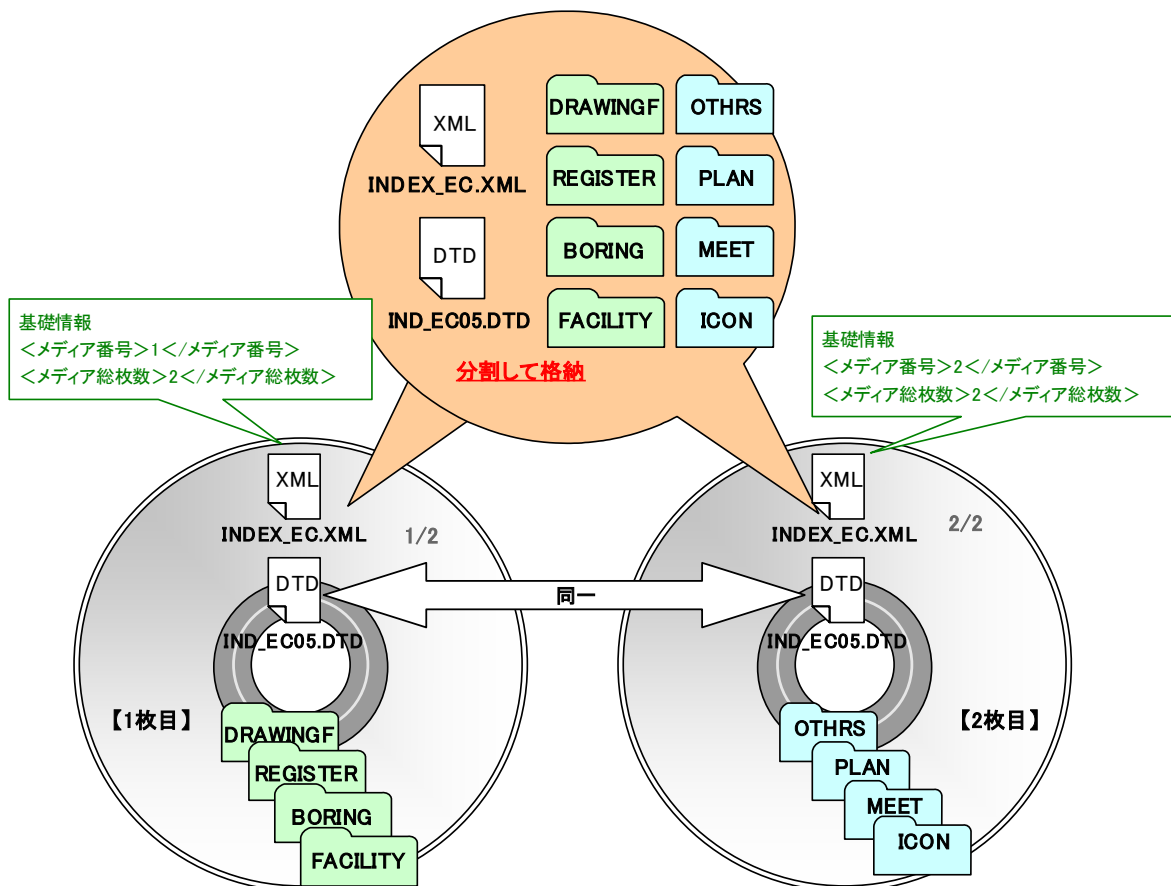 XML
INDEX_EC.XML
DTD
IND_EC05.DTD
DRAWINGF
OTHRS
REGISTER
PLAN
BORING
MEET
FACILITY
ICON
分割して格納
基礎情報
<メディア番号>1</メディア番号>
<メディア総枚数>2</メディア総枚数>
基礎情報
<メディア番号>2</メディア番号>
<メディア総枚数>2</メディア総枚数>
XML
INDEX_EC.XML
1/2
DTD
IND_EC05.DTD
同一
XML
INDEX_EC.XML
2/2
DTD
IND_EC05.DTD
【1枚目】
DRAWINGF
REGISTER
BORING
FACILITY
【2枚目】
OTHRS
PLAN
MEET
ICON